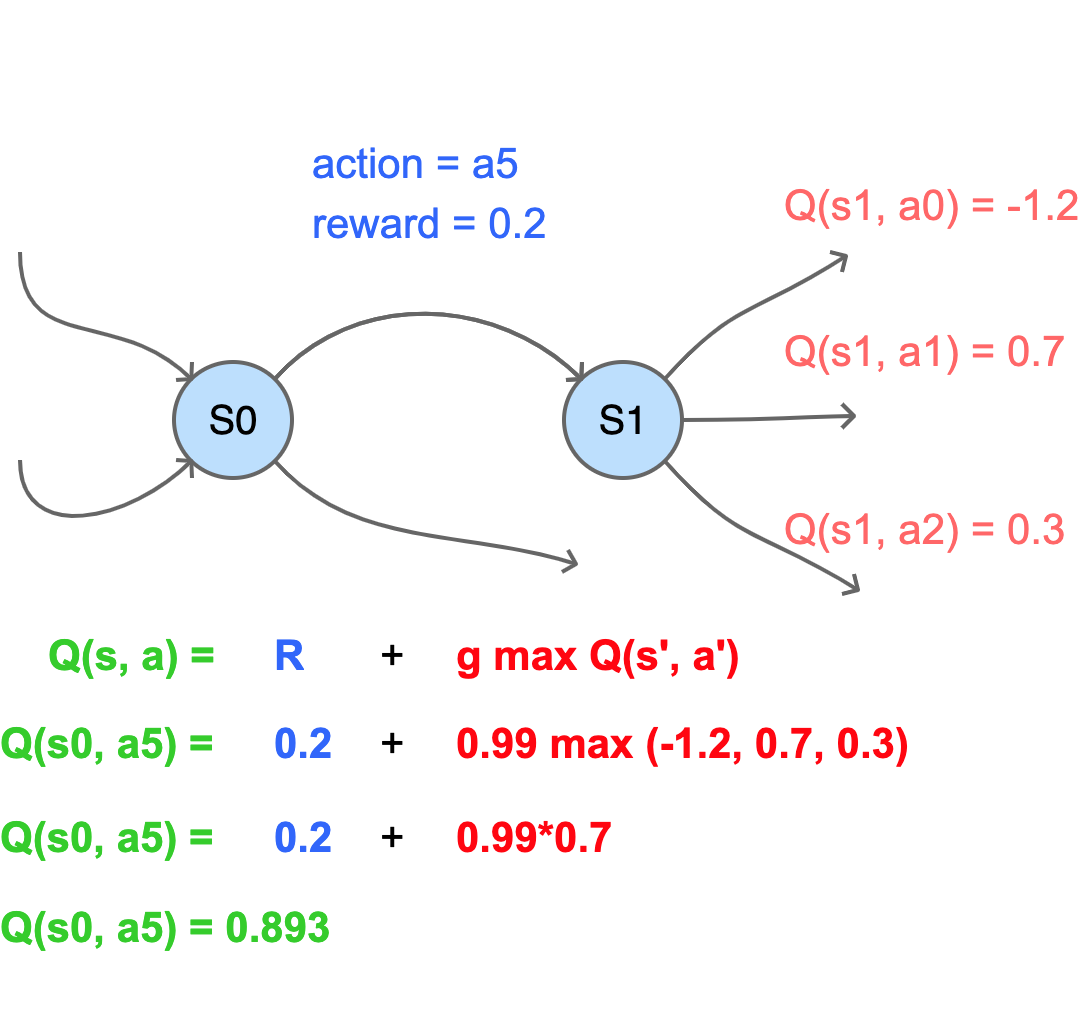 action = a5
reward = 0.2
Q(s1, a0) = -1.2
Q(s1, a1) = 0.7
S0
S1
Q(s1, a2) = 0.3
Q(s, a) = R + g max Q(s', a')
Q(s0, a5) = 0.2 + 0.99 max (-1.2, 0.7, 0.3)
Q(s0, a5) = 0.2 + 0.99*0.7
Q(s0, a5) = 0.893